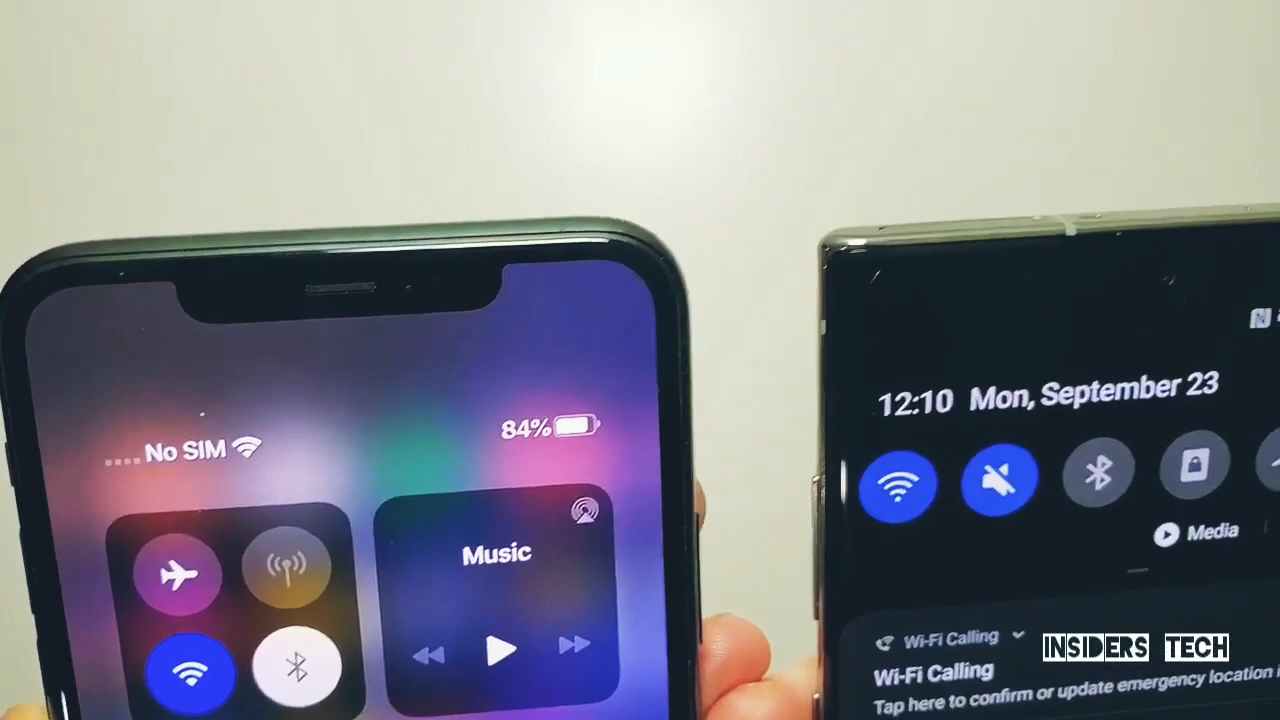 No SIM
84%
Music
12:10 Mon, September 23
Media
Wi-Fi Calling
Wi-Fi Calling
Tap here to confirm or update emergency location i
INSIDERS TECH